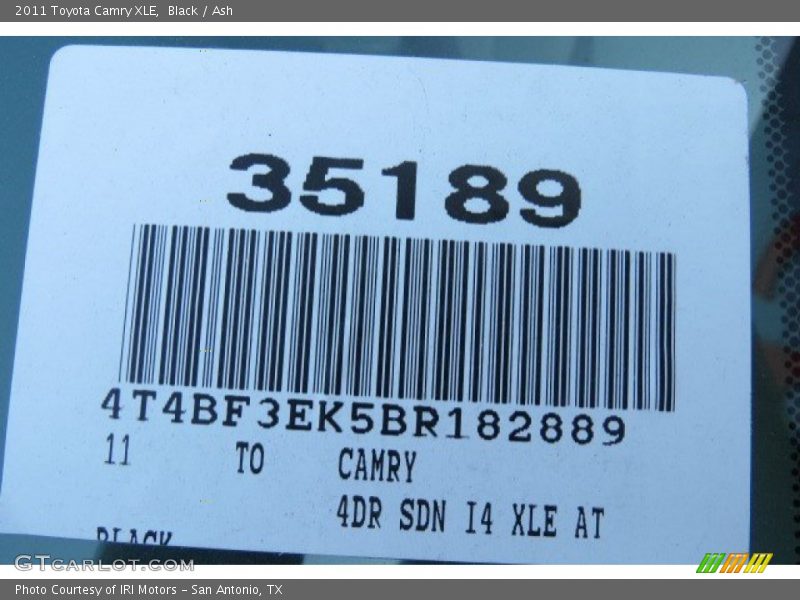 2011 Toyota Camry XLE,  Black / Ash
35189
4T4BF3EK5BR182889
11 TO CAMRY
4DR SDN I4 XLE AT
BLACK
GTCARLOT.COM
Photo Courtesy of IRI Motors - San Antonio, TX